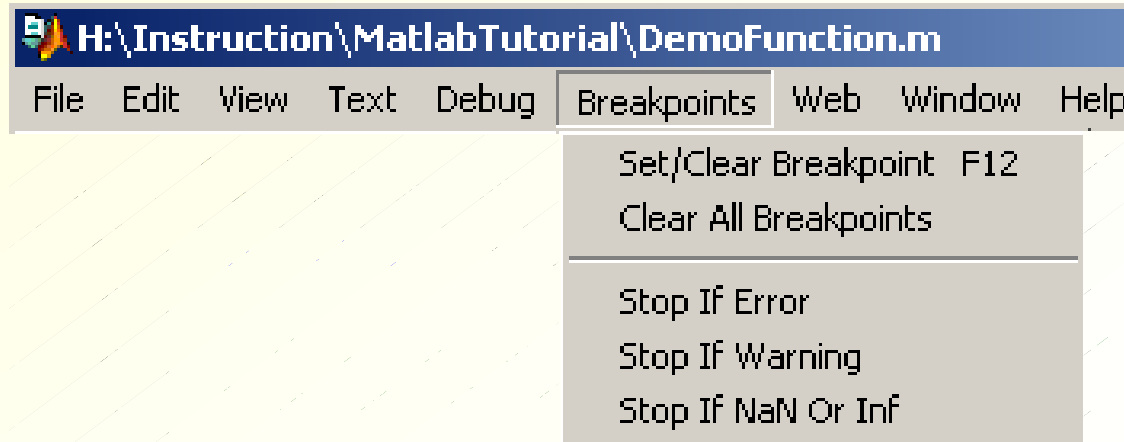 H:\Instruction\MatlabTutorial\DemoFunction.m
File Edit View Text Debug Breakpoints Web Window Help
Set/Clear Breakpoint F12
Clear All Breakpoints
Stop If Error
Stop If Warning
Stop If NaN Or Inf